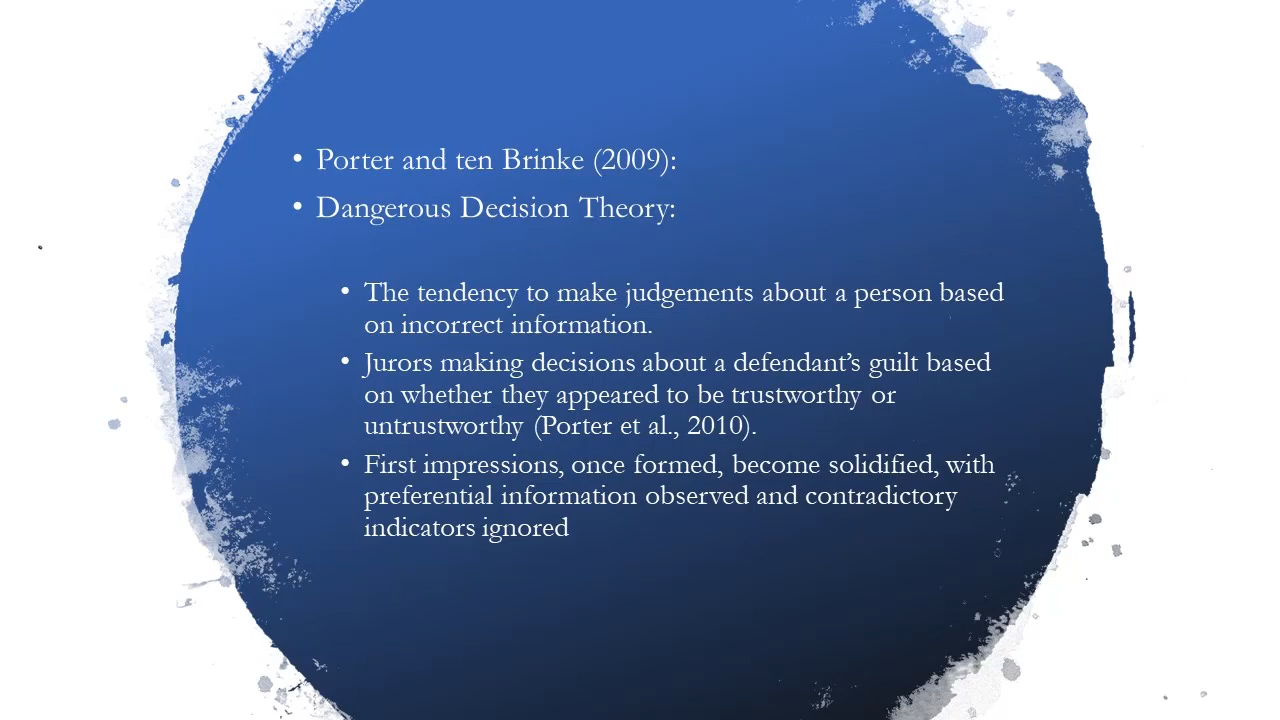 • Porter and ten Brinke (2009):
• Dangerous Decision Theory:
• The tendency to make judgements about a person based
on incorrect information.
• Jurors making decisions about a defendant’s guilt based
on whether they appeared to be trustworthy or
untrustworthy (Porter et al., 2010).
• First impressions, once formed, become solidified, with
preferential information observed and contradictory
indicators ignored